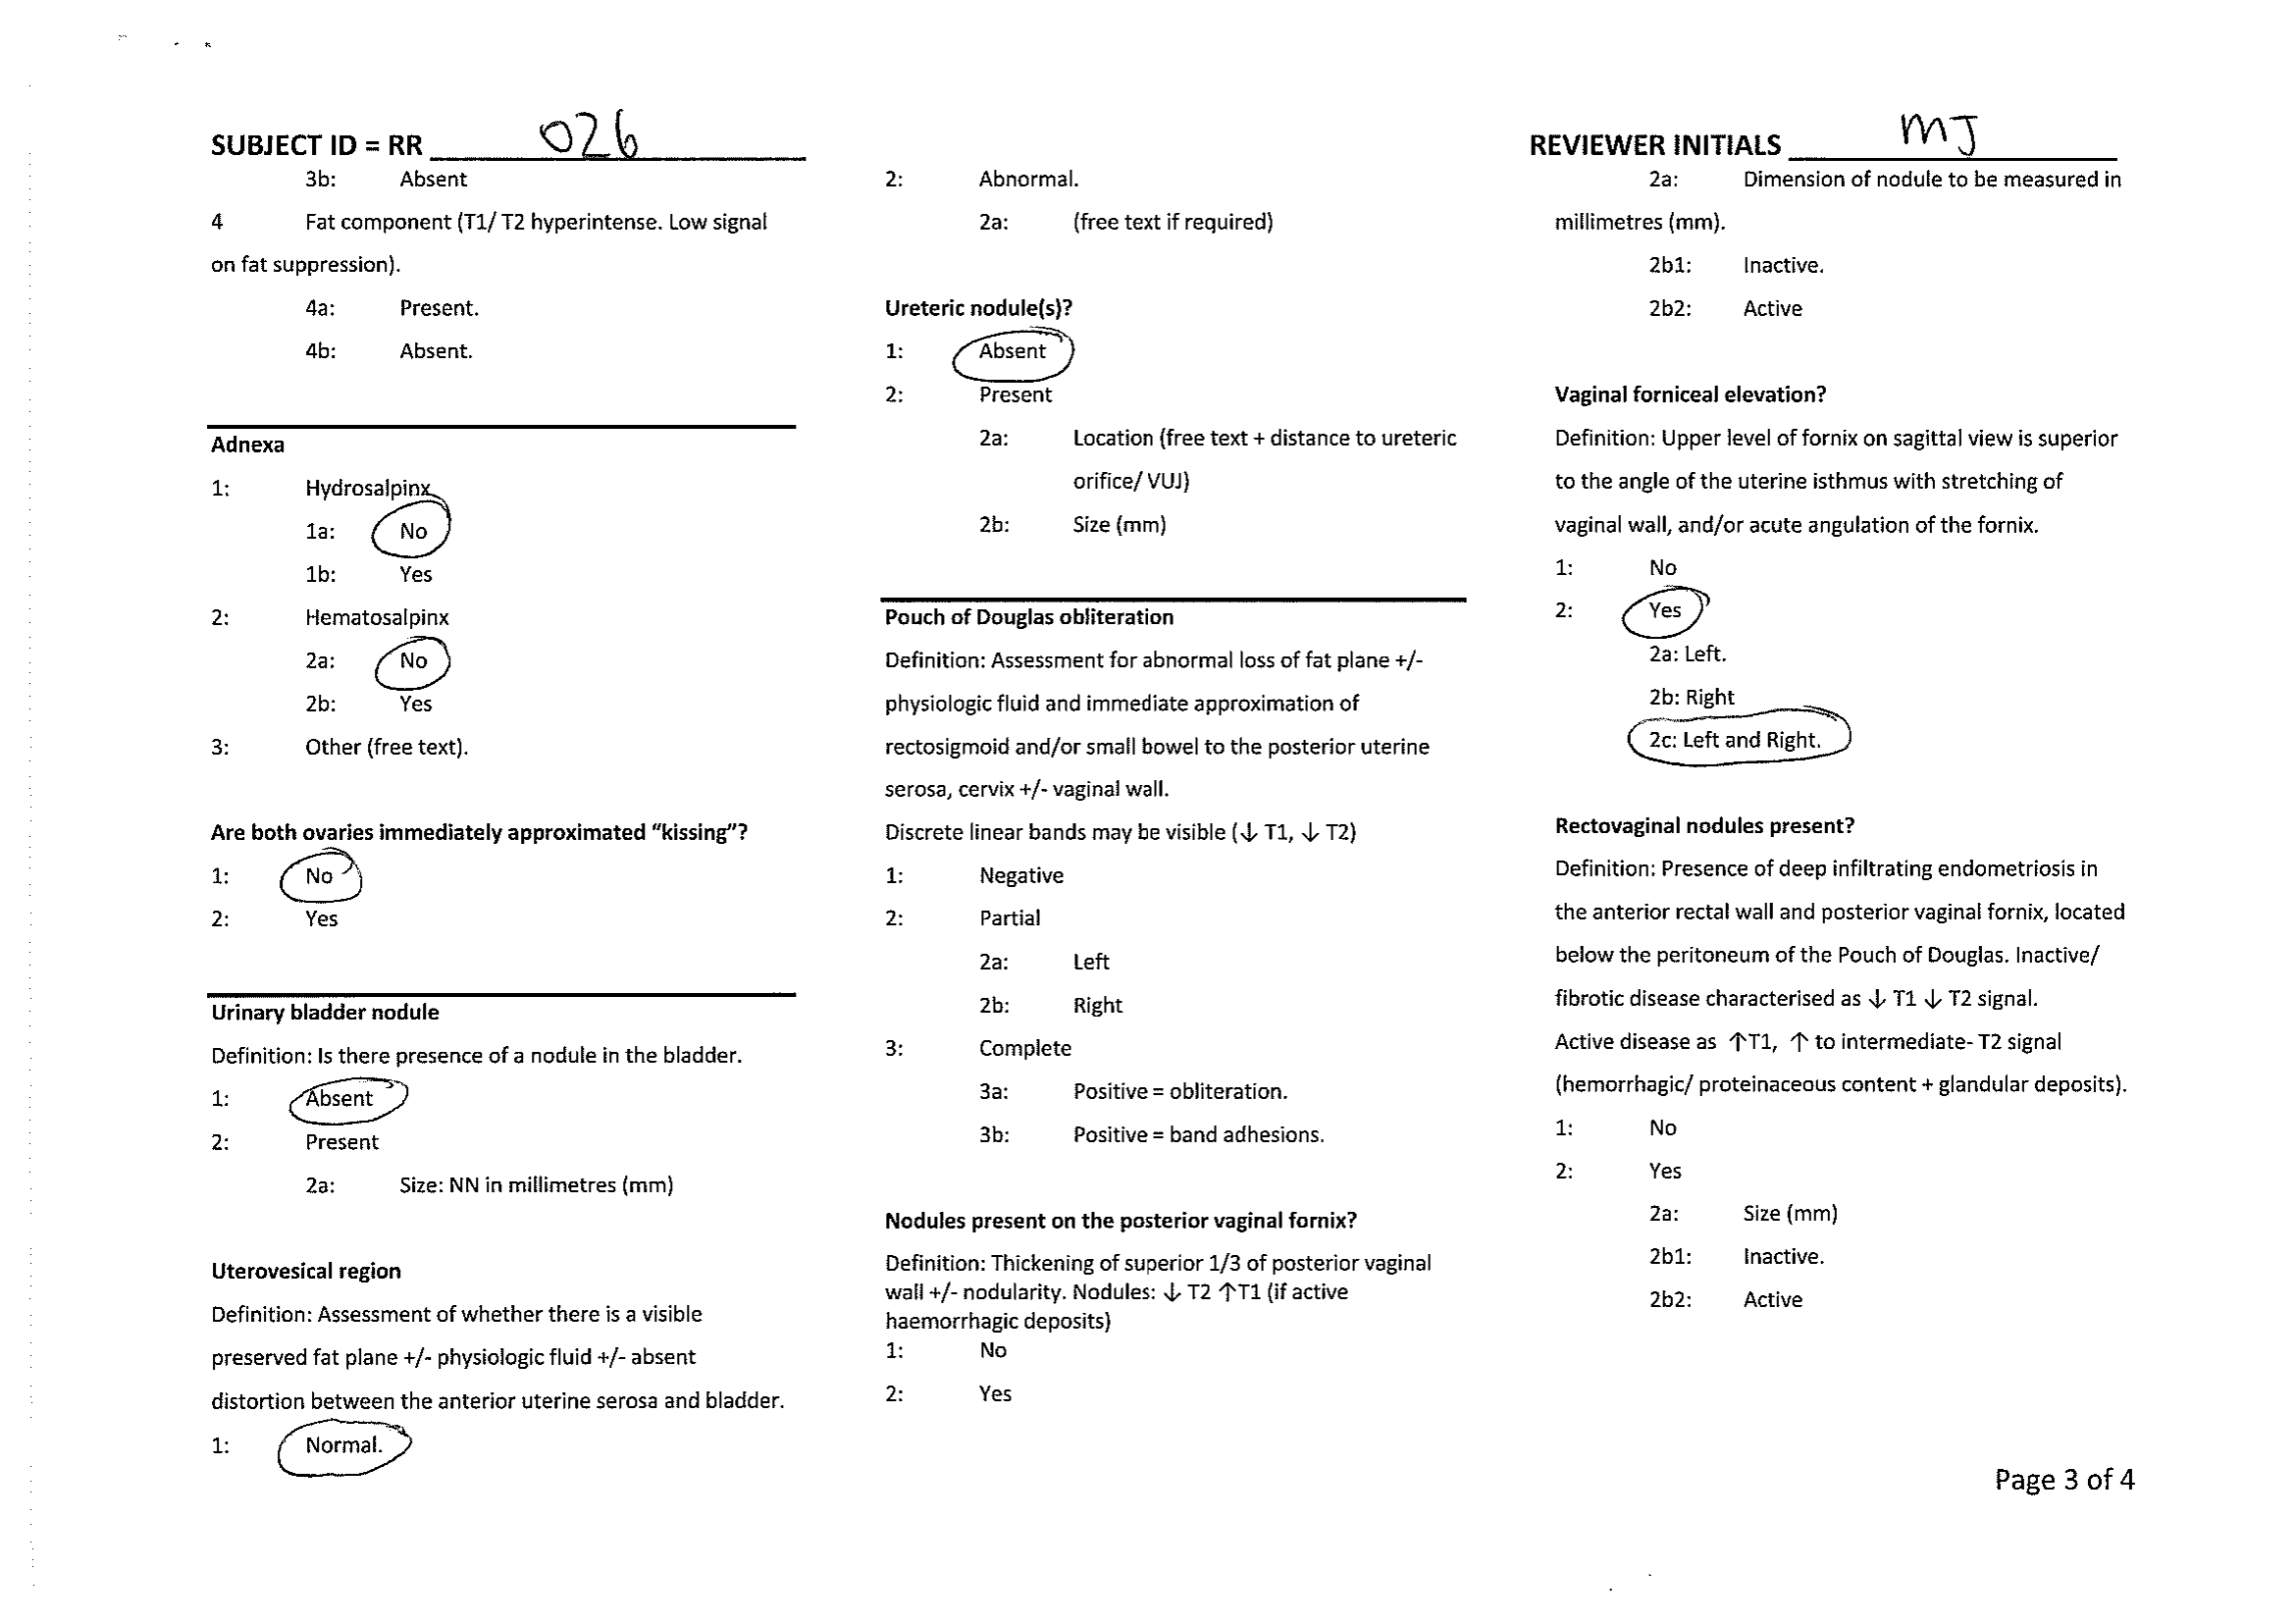 SUBJECT ID = RR 026
3b: Absent
4 Fat component (T1/ T2 hyperintense. Low signal
on fat suppression).
4a: Present.
4b: Absent.
Adnexa
1: Hydrosalpinx
1a: No
1b: Yes
2: Hematosalpinx
2a: No
2b: Yes
3: Other (free text).
Are both ovaries immediately approximated “kissing”?
1: No
2: Yes
Urinary bladder nodule
Definition: Is there presence of a nodule in the bladder.
1: Absent
2: Present
2a: Size: NN in millimetres (mm)
Uterovesical region
Definition: Assessment of whether there is a visible
preserved fat plane +/- physiologic fluid +/- absent
distortion between the anterior uterine serosa and bladder.
1: Normal.
2: Abnormal.
2a: (free text if required)
Ureteric nodule(s)?
1: Absent
2: Present
2a: Location (free text + distance to ureteric
orifice/ VUJ)
2b: Size (mm)
Pouch of Douglas obliteration
Definition: Assessment for abnormal loss of fat plane +/-
physiologic fluid and immediate approximation of
rectosigmoid and/or small bowel to the posterior uterine
serosa, cervix +/- vaginal wall.
Discrete linear bands may be visible (↓ T1, ↓ T2)
1: Negative
2: Partial
2a: Left
2b: Right
3: Complete
3a: Positive = obliteration.
3b: Positive = band adhesions.
Nodules present on the posterior vaginal fornix?
Definition: Thickening of superior 1/3 of posterior vaginal
wall +/- nodularity. Nodules: ↓ T2 ↑T1 (if active
haemorrhagic deposits)
1: No
2: Yes
REVIEWER INITIALS MJ
2a: Dimension of nodule to be measured in
millimetres (mm).
2b1: Inactive.
2b2: Active
Vaginal forniceal elevation?
Definition: Upper level of fornix on sagittal view is superior
to the angle of the uterine isthmus with stretching of
vaginal wall, and/or acute angulation of the fornix.
1: No
2: Yes
2a: Left.
2b: Right
2c: Left and Right.
Rectovaginal nodules present?
Definition: Presence of deep infiltrating endometriosis in
the anterior rectal wall and posterior vaginal fornix, located
below the peritoneum of the Pouch of Douglas. Inactive/
fibrotic disease characterised as ↓ T1 ↓ T2 signal.
Active disease as ↑T1, ↑ to intermediate- T2 signal
(hemorrhagic/ proteinaceous content + glandular deposits).
1: No
2: Yes
2a: Size (mm)
2b1: Inactive.
2b2: Active
Page 3 of 4